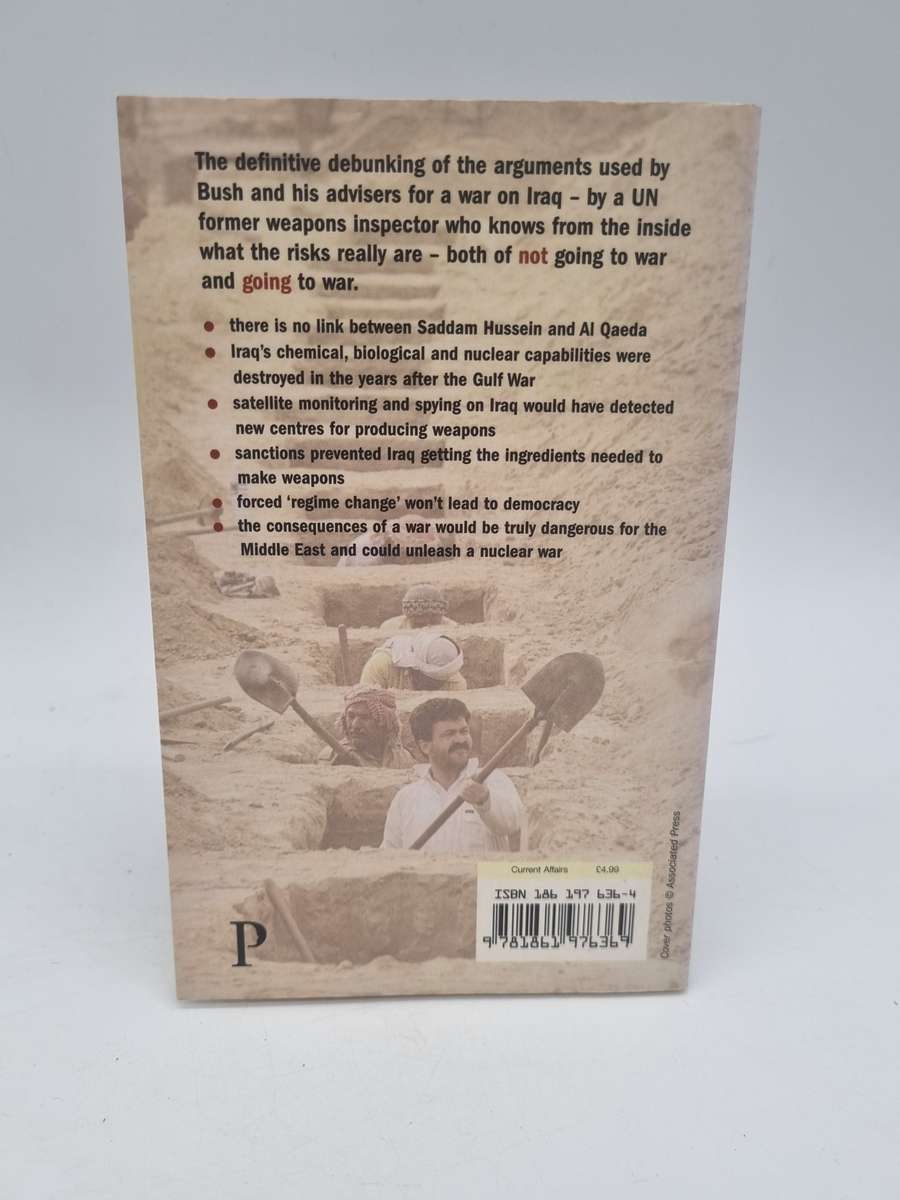 The definitive debunking of the arguments used by
Bush and his advisers for a war on Iraq – by a UN
former weapons inspector who knows from the inside
what the risks really are – both of not going to war
and going to war.
• there is no link between Saddam Hussein and Al Qaeda
• Iraq's chemical, biological and nuclear capabilities were
destroyed in the years after the Gulf War
• satellite monitoring and spying on Iraq would have detected
new centres for producing weapons
• sanctions prevented Iraq getting the ingredients needed to
make weapons
• forced 'regime change' won't lead to democracy
• the consequences of a war would be truly dangerous for the
Middle East and could unleash a nuclear war
Current Affairs £4.99
ISBN 186 197 636-4
9 781861 976369
Cover photos © Associated Press
P